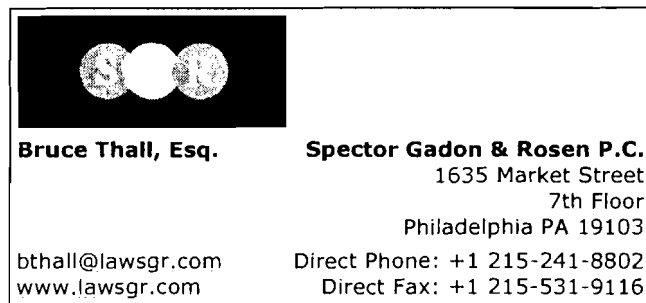 S R
Bruce Thall, Esq.
Spector Gadon & Rosen P.C.
1635 Market Street
7th Floor
Philadelphia PA 19103
bthall@lawsgr.com
Direct Phone: +1 215-241-8802
www.lawsgr.com
Direct Fax: +1 215-531-9116